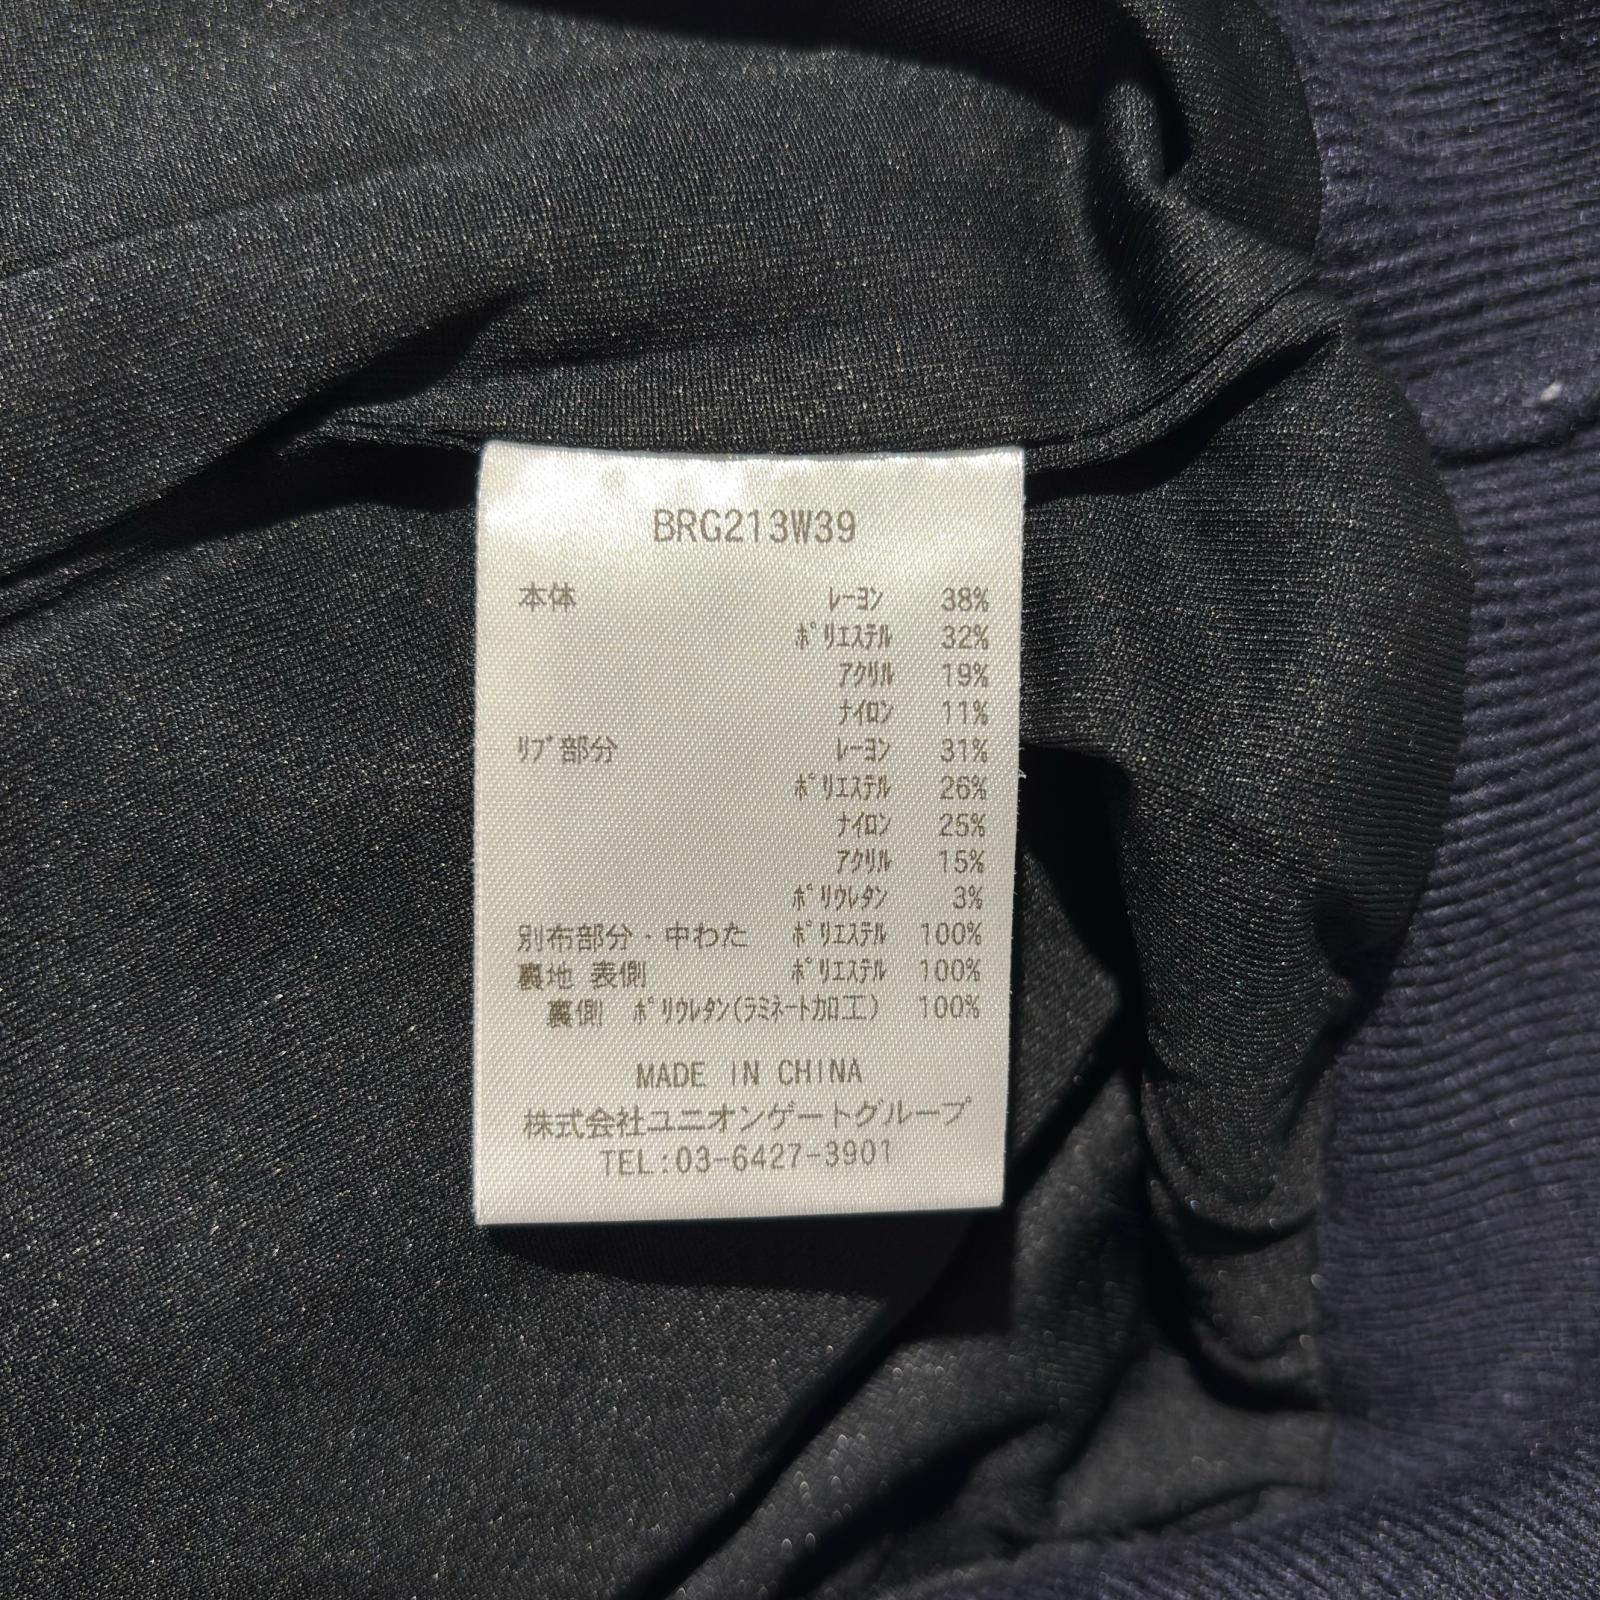 BRG213W39
本体 ﾚｰﾖﾝ 38%
ﾎﾟﾘｴｽﾃﾙ 32%
ｱｸﾘﾙ 19%
ﾅｲﾛﾝ 11%
ﾘﾌﾞ部分 ﾚｰﾖﾝ 31%
ﾎﾟﾘｴｽﾃﾙ 26%
ﾅｲﾛﾝ 25%
ｱｸﾘﾙ 15%
ﾎﾟﾘｳﾚﾀﾝ 3%
別布部分・中わた ﾎﾟﾘｴｽﾃﾙ 100%
裏地 表側 ﾎﾟﾘｴｽﾃﾙ 100%
裏側 ﾎﾟﾘｳﾚﾀﾝ(ﾗﾐﾈｰﾄ加工) 100%
MADE IN CHINA
株式会社ユニオンゲートグループ
TEL:03-6427-3901